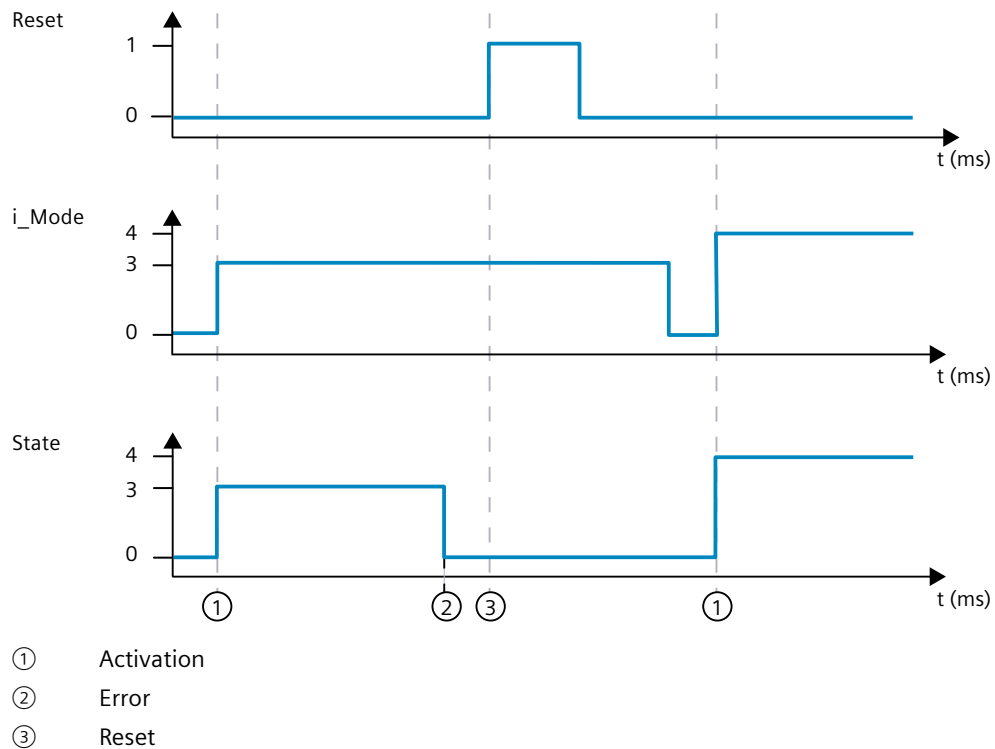 Reset
1
0
t (ms)
i_Mode
4
3
0
t (ms)
State
4
3
0
t (ms)
① ② ③ ①
① Activation
② Error
③ Reset